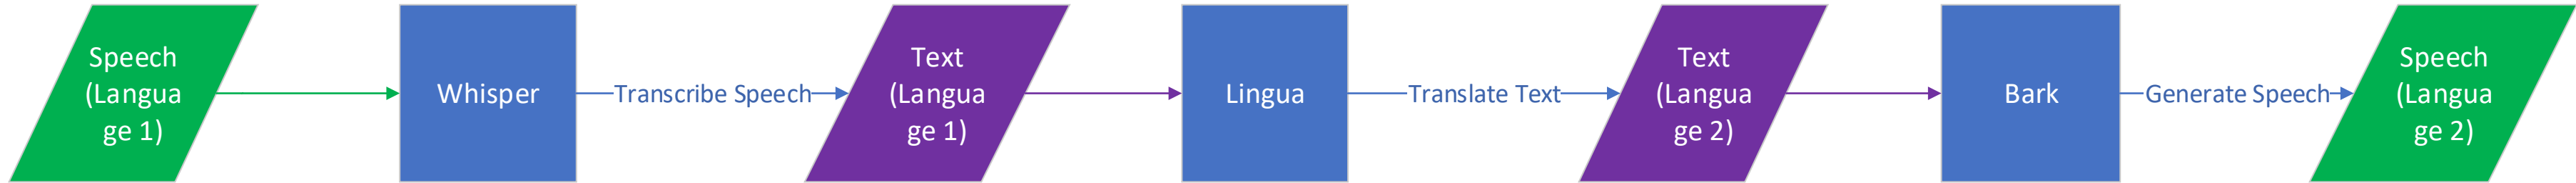 Speech
(Langua
ge 1)
Whisper
Transcribe Speech
Text
(Langua
ge 1)
Lingua
Translate Text
Text
(Langua
ge 2)
Bark
Generate Speech
Speech
(Langua
ge 2)